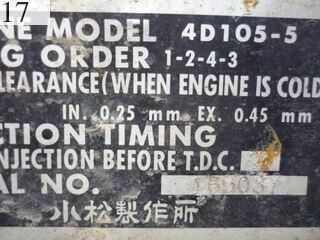 17
NE MODEL 4D105-5
G ORDER 1-2-4-3
LEARANCE(WHEN ENGINE IS COLD
IN. 0.25 mm EX. 0.45 mm
CTION TIMING
NJECTION BEFORE T.D.C.
AL NO. 165037
小松製作所